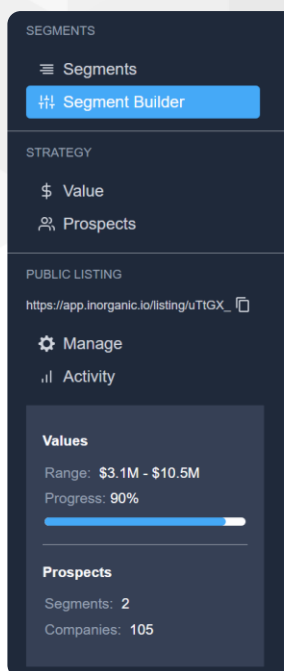 SEGMENTS
Segments
Segment Builder
STRATEGY
$ Value
Prospects
PUBLIC LISTING
https://app.inorganic.io/listing/uTtGX_
Manage
Activity
Values
Range: $3.1M - $10.5M
Progress: 90%
Prospects
Segments: 2
Companies: 105